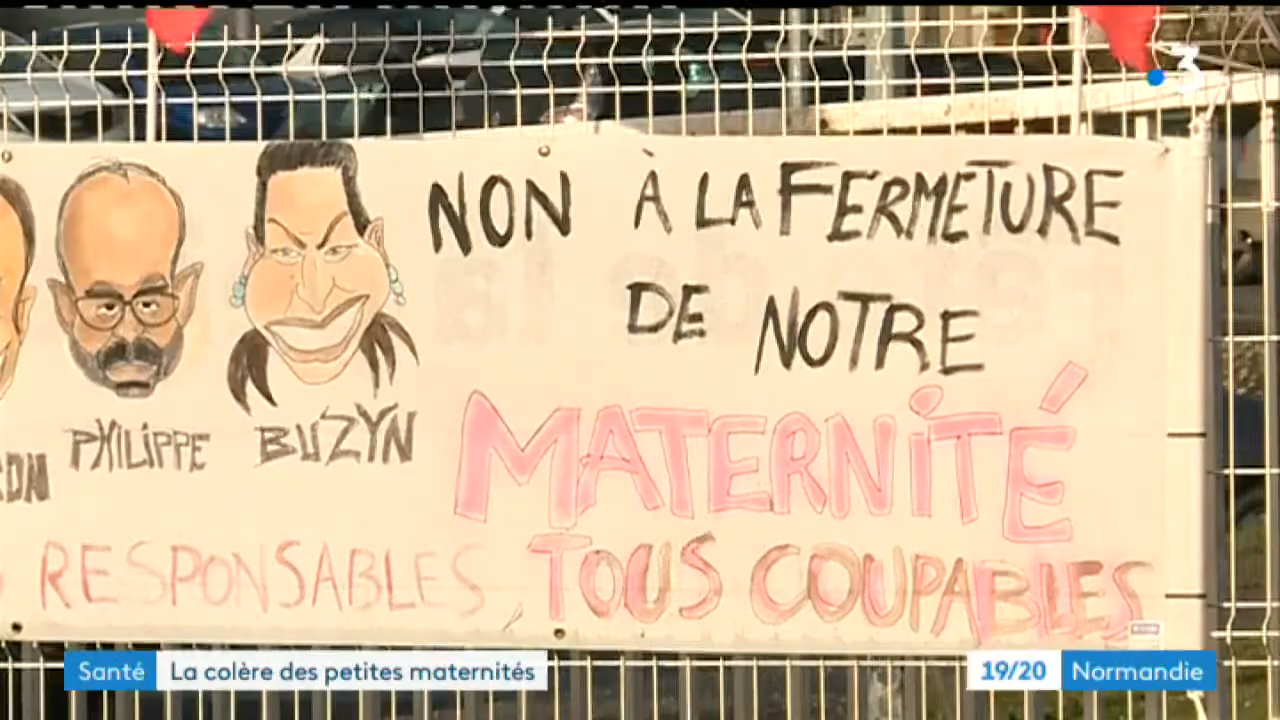 3
NON À LA FERMETURE
DE NOTRE
MATERNITÉ
PHILIPPE
BUZYN
RESPONSABLES, TOUS COUPABLES
Santé
La colère des petites maternités
19/20
Normandie